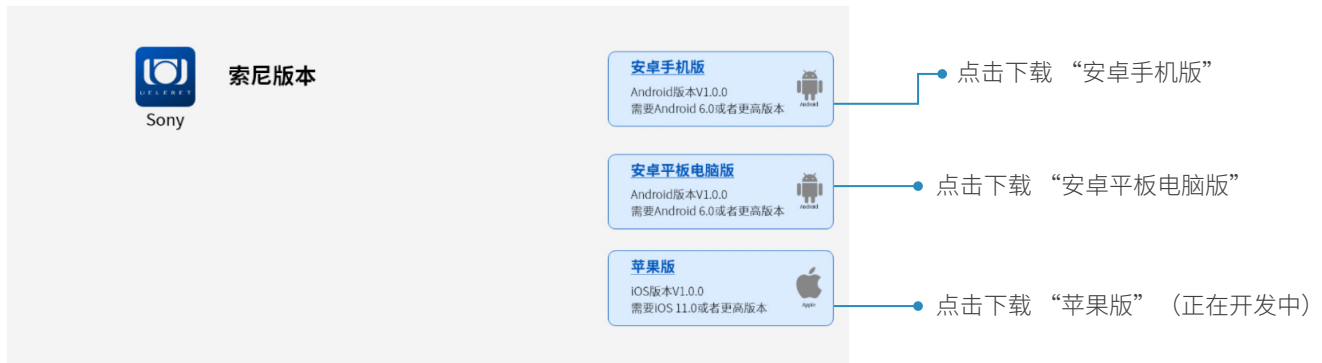 UELEBET
Sony
索尼版本
安卓手机版
Android版本V1.0.0
需要Android 6.0或者更高版本
Android
点击下载 “安卓手机版”
安卓平板电脑版
Android版本V1.0.0
需要Android 6.0或者更高版本
Android
点击下载 “安卓平板电脑版”
苹果版
iOS版本V1.0.0
需要iOS 11.0或者更高版本
Apple
点击下载 “苹果版” （正在开发中）